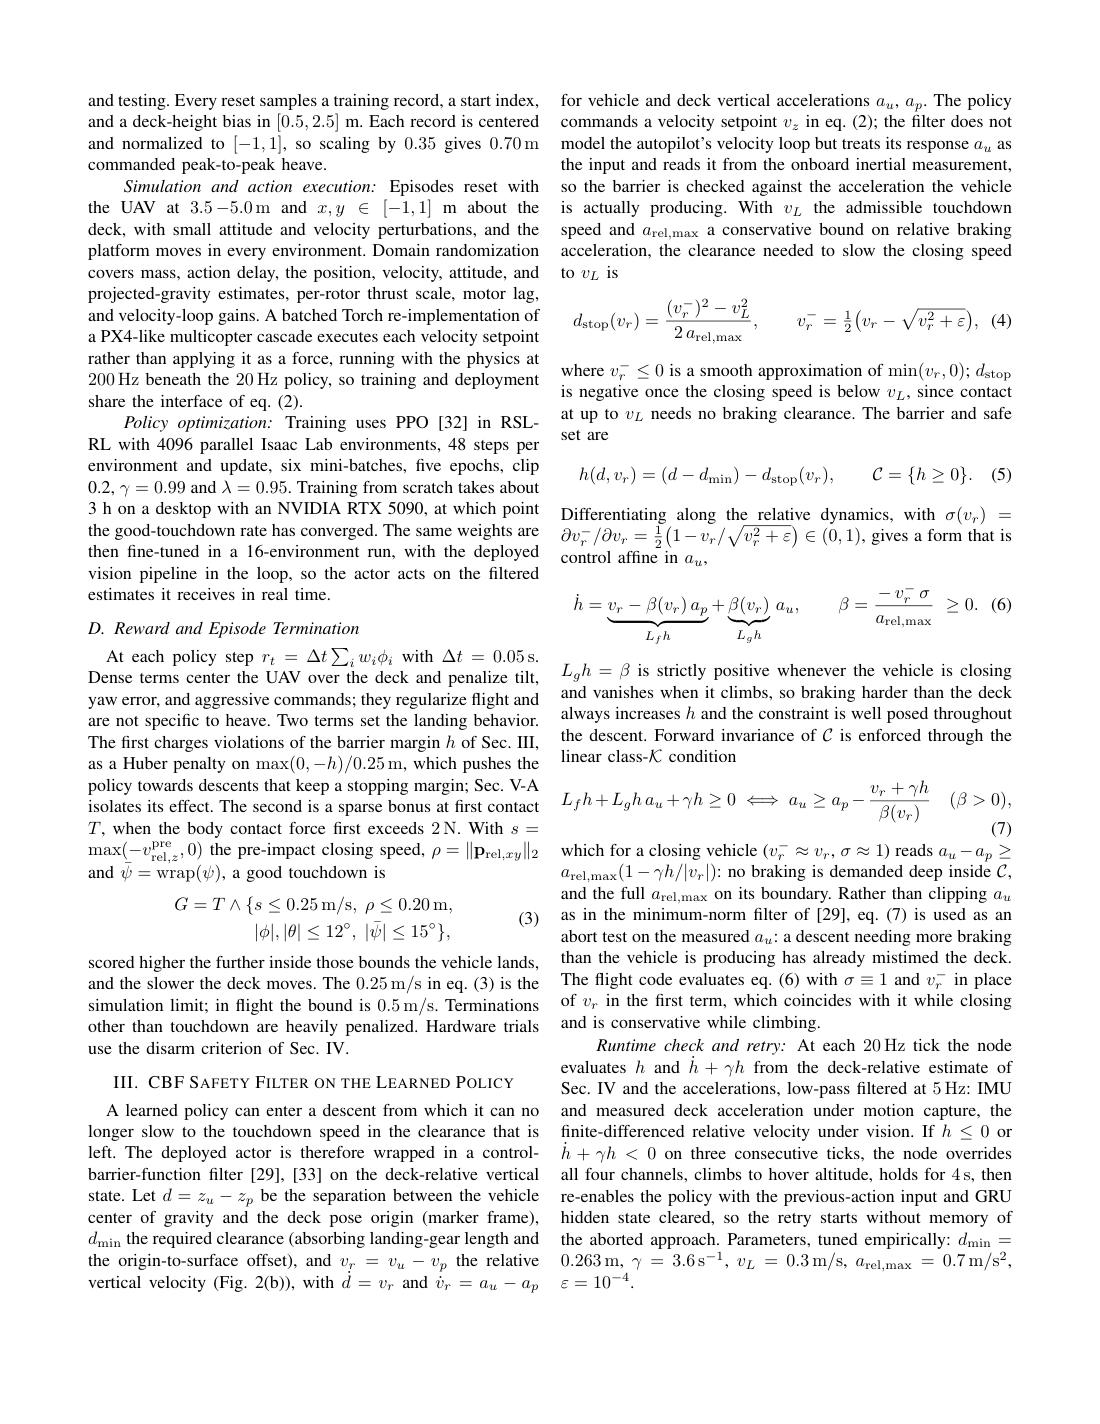 and testing. Every reset samples a training record, a start index,
and a deck-height bias in [0.5, 2.5] m. Each record is centered
and normalized to [−1, 1], so scaling by 0.35 gives 0.70 m
commanded peak-to-peak heave.
Simulation and action execution: Episodes reset with
the UAV at 3.5 –5.0 m and x, y ∈ [−1, 1] m about the
deck, with small attitude and velocity perturbations, and the
platform moves in every environment. Domain randomization
covers mass, action delay, the position, velocity, attitude, and
projected-gravity estimates, per-rotor thrust scale, motor lag,
and velocity-loop gains. A batched Torch re-implementation of
a PX4-like multicopter cascade executes each velocity setpoint
rather than applying it as a force, running with the physics at
200 Hz beneath the 20 Hz policy, so training and deployment
share the interface of eq. (2).
Policy optimization: Training uses PPO [32] in RSL-
RL with 4096 parallel Isaac Lab environments, 48 steps per
environment and update, six mini-batches, five epochs, clip
0.2, γ = 0.99 and λ = 0.95. Training from scratch takes about
3 h on a desktop with an NVIDIA RTX 5090, at which point
the good-touchdown rate has converged. The same weights are
then fine-tuned in a 16-environment run, with the deployed
vision pipeline in the loop, so the actor acts on the filtered
estimates it receives in real time.
D. Reward and Episode Termination
At each policy step r_t = Δt ∑_i w_i ϕ_i with Δt = 0.05 s.
Dense terms center the UAV over the deck and penalize tilt,
yaw error, and aggressive commands; they regularize flight and
are not specific to heave. Two terms set the landing behavior.
The first charges violations of the barrier margin h of Sec. III,
as a Huber penalty on max(0, −h)/0.25 m, which pushes the
policy towards descents that keep a stopping margin; Sec. V-A
isolates its effect. The second is a sparse bonus at first contact
T, when the body contact force first exceeds 2 N. With s =
max(−v^pre_rel,z, 0) the pre-impact closing speed, ρ = ‖p_rel,xy‖_2
and ψ̄ = wrap(ψ), a good touchdown is
G = T ∧ {s ≤ 0.25 m/s, ρ ≤ 0.20 m,
|ϕ|, |θ| ≤ 12°, |ψ̄| ≤ 15°}, (3)
scored higher the further inside those bounds the vehicle lands,
and the slower the deck moves. The 0.25 m/s in eq. (3) is the
simulation limit; in flight the bound is 0.5 m/s. Terminations
other than touchdown are heavily penalized. Hardware trials
use the disarm criterion of Sec. IV.
III. CBF SAFETY FILTER ON THE LEARNED POLICY
A learned policy can enter a descent from which it can no
longer slow to the touchdown speed in the clearance that is
left. The deployed actor is therefore wrapped in a control-
barrier-function filter [29], [33] on the deck-relative vertical
state. Let d = z_u − z_p be the separation between the vehicle
center of gravity and the deck pose origin (marker frame),
d_min the required clearance (absorbing landing-gear length and
the origin-to-surface offset), and v_r = v_u − v_p the relative
vertical velocity (Fig. 2(b)), with ḋ = v_r and v̇_r = a_u − a_p
for vehicle and deck vertical accelerations a_u, a_p. The policy
commands a velocity setpoint v_z in eq. (2); the filter does not
model the autopilot's velocity loop but treats its response a_u as
the input and reads it from the onboard inertial measurement,
so the barrier is checked against the acceleration the vehicle
is actually producing. With v_L the admissible touchdown
speed and a_rel,max a conservative bound on relative braking
acceleration, the clearance needed to slow the closing speed
to v_L is
d_stop(v_r) = ((v_r^−)^2 − v_L^2) / (2 a_rel,max), v_r^− = ½(v_r − √(v_r^2 + ε)), (4)
where v_r^− ≤ 0 is a smooth approximation of min(v_r, 0); d_stop
is negative once the closing speed is below v_L, since contact
at up to v_L needs no braking clearance. The barrier and safe
set are
h(d, v_r) = (d − d_min) − d_stop(v_r), C = {h ≥ 0}. (5)
Differentiating along the relative dynamics, with σ(v_r) =
∂v_r^−/∂v_r = ½(1 − v_r/√(v_r^2 + ε)) ∈ (0, 1), gives a form that is
control affine in a_u,
ḣ = v_r − β(v_r) a_p + β(v_r) a_u, β = −v_r^− σ / a_rel,max ≥ 0. (6)
L_f h L_g h
L_g h = β is strictly positive whenever the vehicle is closing
and vanishes when it climbs, so braking harder than the deck
always increases h and the constraint is well posed throughout
the descent. Forward invariance of C is enforced through the
linear class-K condition
L_f h + L_g h a_u + γh ≥ 0 ⟺ a_u ≥ a_p − (v_r + γh) / β(v_r) (β > 0),
(7)
which for a closing vehicle (v_r^− ≈ v_r, σ ≈ 1) reads a_u − a_p ≥
a_rel,max(1 − γh/|v_r|): no braking is demanded deep inside C,
and the full a_rel,max on its boundary. Rather than clipping a_u
as in the minimum-norm filter of [29], eq. (7) is used as an
abort test on the measured a_u: a descent needing more braking
than the vehicle is producing has already mistimed the deck.
The flight code evaluates eq. (6) with σ ≡ 1 and v_r^− in place
of v_r in the first term, which coincides with it while closing
and is conservative while climbing.
Runtime check and retry: At each 20 Hz tick the node
evaluates h and ḣ + γh from the deck-relative estimate of
Sec. IV and the accelerations, low-pass filtered at 5 Hz: IMU
and measured deck acceleration under motion capture, the
finite-differenced relative velocity under vision. If h ≤ 0 or
ḣ + γh < 0 on three consecutive ticks, the node overrides
all four channels, climbs to hover altitude, holds for 4 s, then
re-enables the policy with the previous-action input and GRU
hidden state cleared, so the retry starts without memory of
the aborted approach. Parameters, tuned empirically: d_min =
0.263 m, γ = 3.6 s^−1, v_L = 0.3 m/s, a_rel,max = 0.7 m/s^2,
ε = 10^−4.